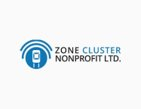 ZONE CLUSTER
NONPROFIT LTD.